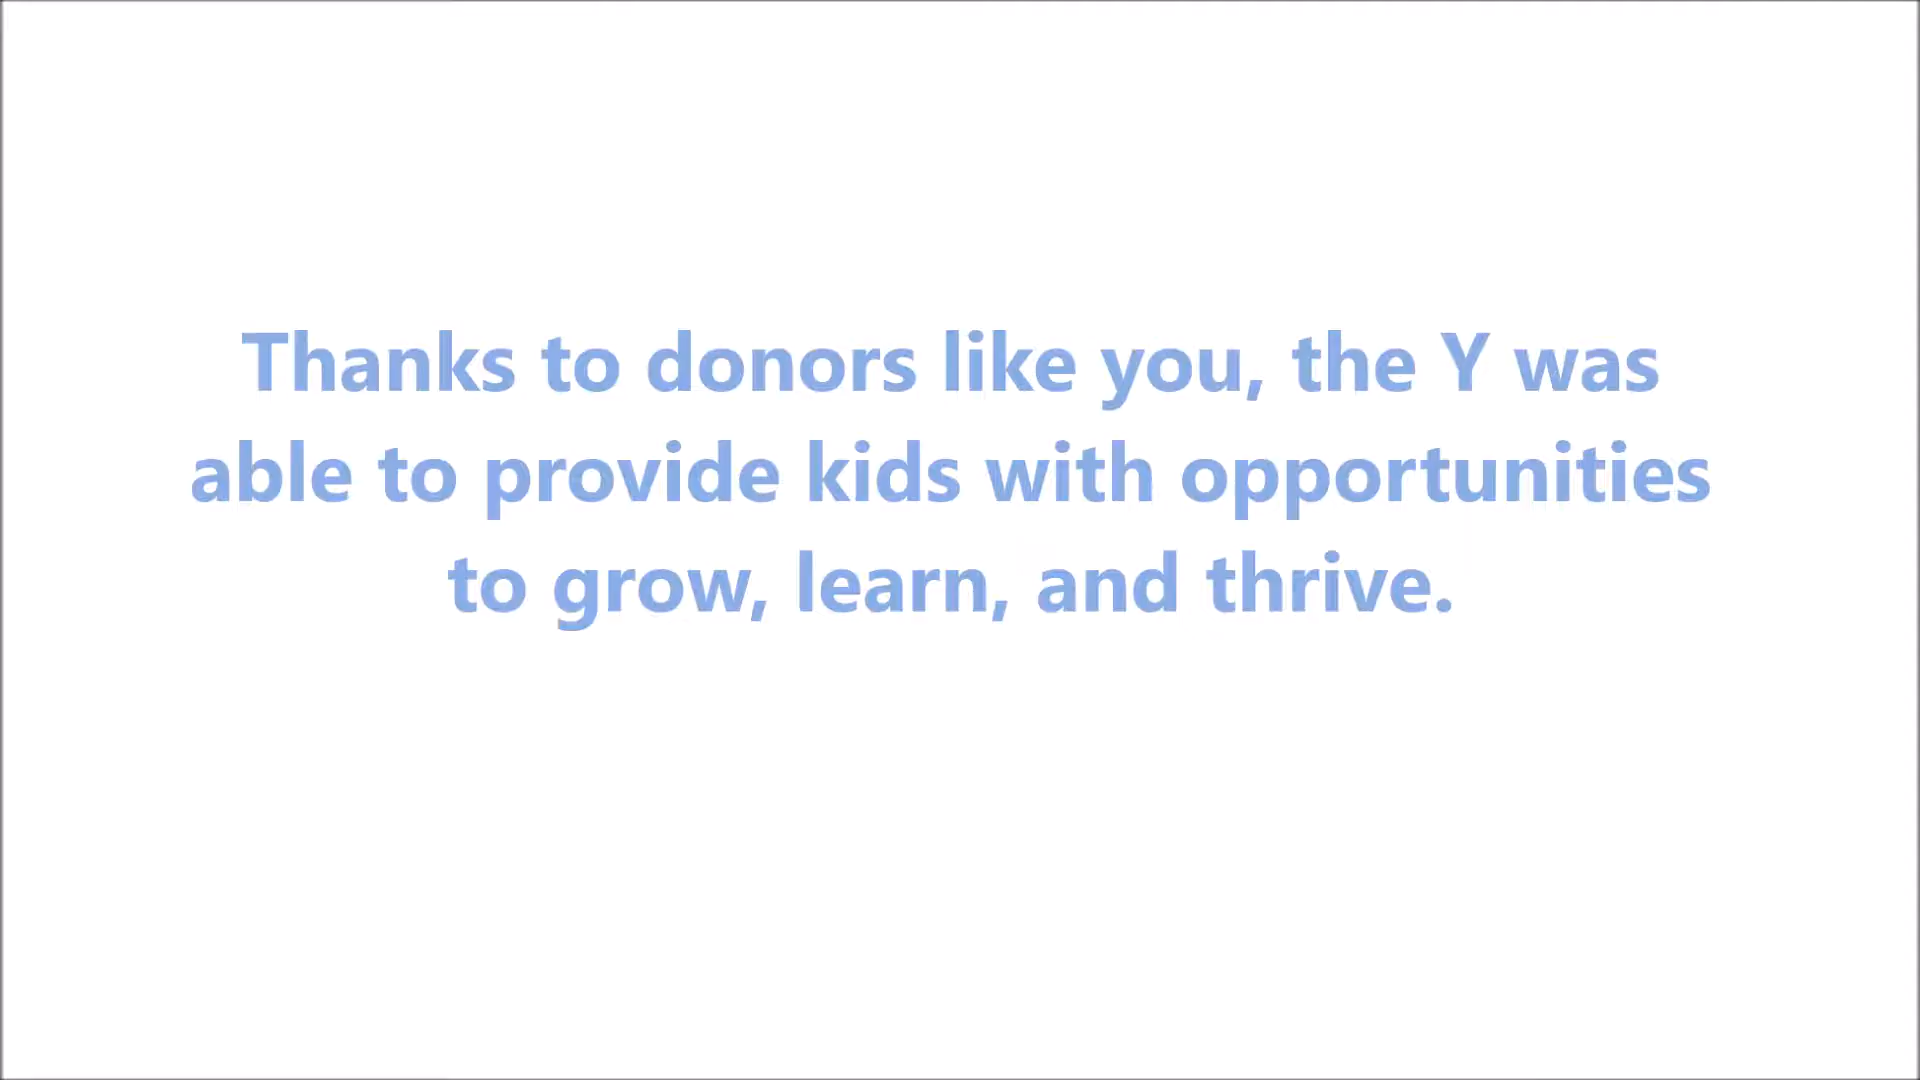 Thanks to donors like you, the Y was
able to provide kids with opportunities
to grow, learn, and thrive.